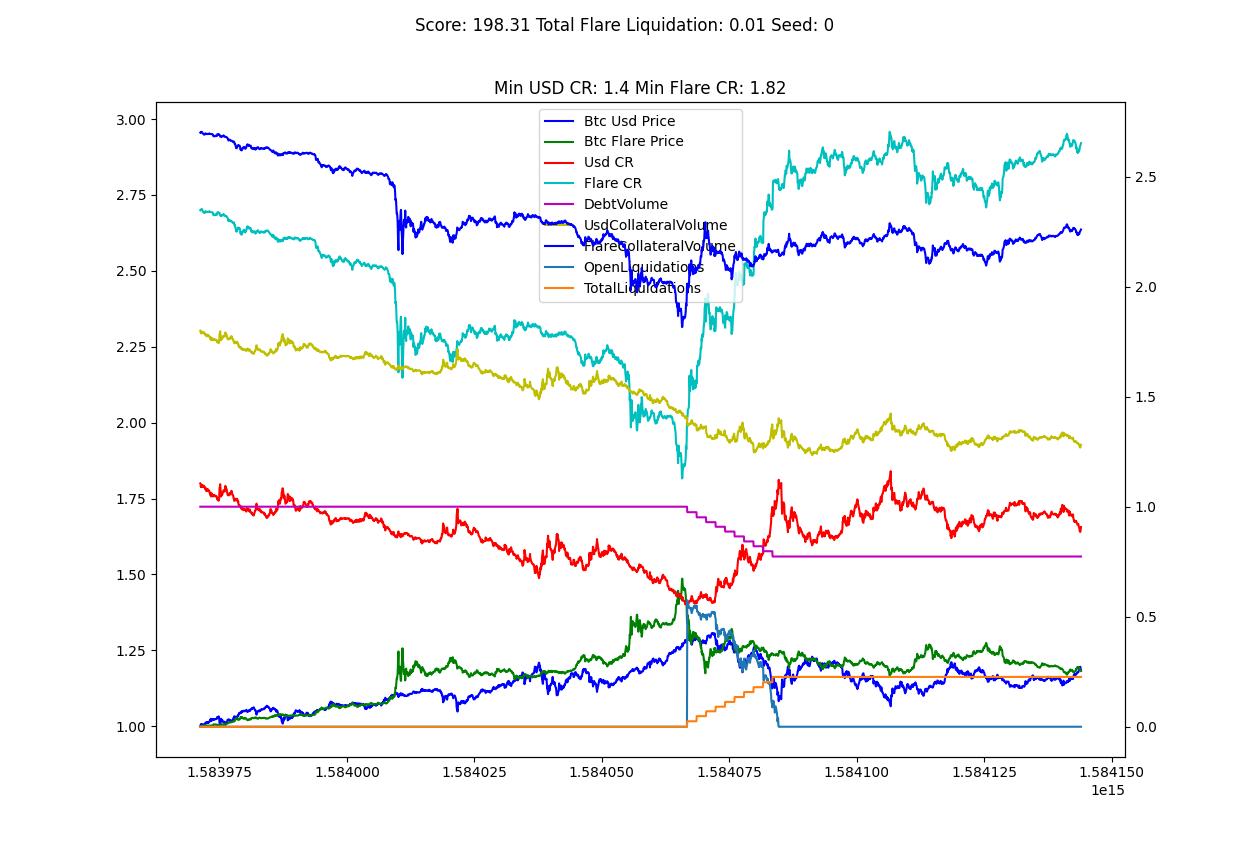 Score: 198.31 Total Flare Liquidation: 0.01 Seed: 0
Min USD CR: 1.4 Min Flare CR: 1.82
Btc Usd Price
Btc Flare Price
Usd CR
Flare CR
DebtVolume
UsdCollateralVolume
FlareCollateralVolume
OpenLiquidations
TotalLiquidations
3.00
2.75
2.50
2.25
2.00
1.75
1.50
1.25
1.00
2.5
2.0
1.5
1.0
0.5
0.0
1.583975 1.584000 1.584025 1.584050 1.584075 1.584100 1.584125 1.584150
1e15